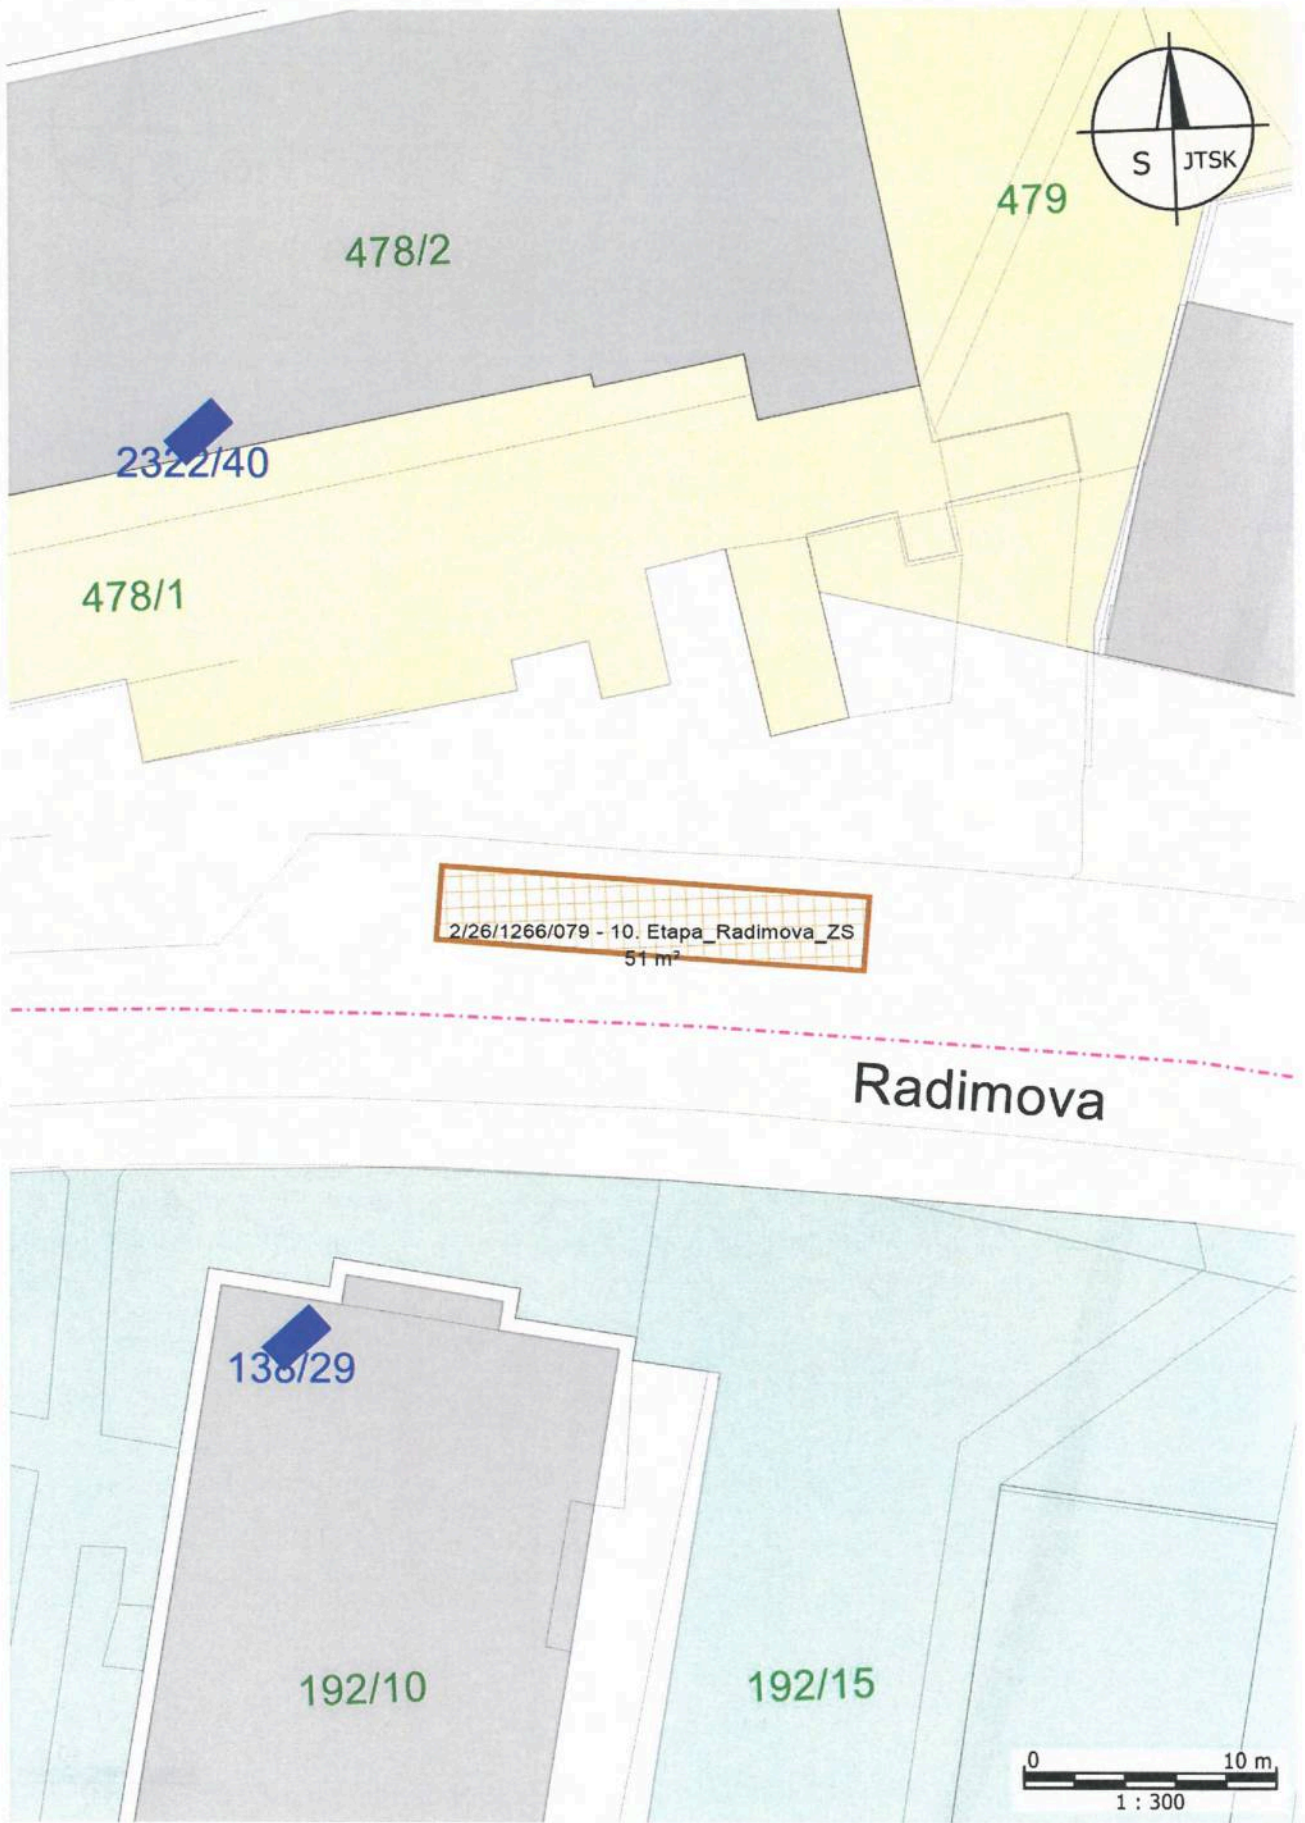 S JTSK
479
478/2
2322/40
478/1
2/26/1266/079 - 10. Etapa_Radimova_ZS
51 m²
Radimova
138/29
192/10
192/15
0 10 m
1 : 300